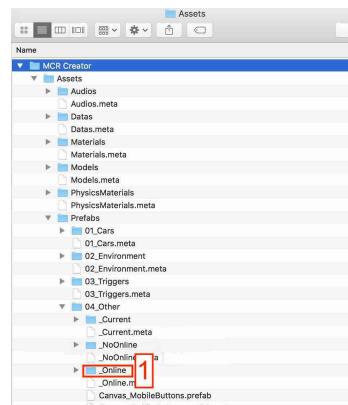 Assets
Name
MCR Creator
Assets
Audios
Audios.meta
Datas
Datas.meta
Materials
Materials.meta
Models
Models.meta
PhysicsMaterials
PhysicsMaterials.meta
Prefabs
01_Cars
01_Cars.meta
02_Environment
02_Environment.meta
03_Triggers
03_Triggers.meta
04_Other
_Current
_Current.meta
_NoOnline
_NoOnline
_Online 1
_Online.m
Canvas_MobileButtons.prefab